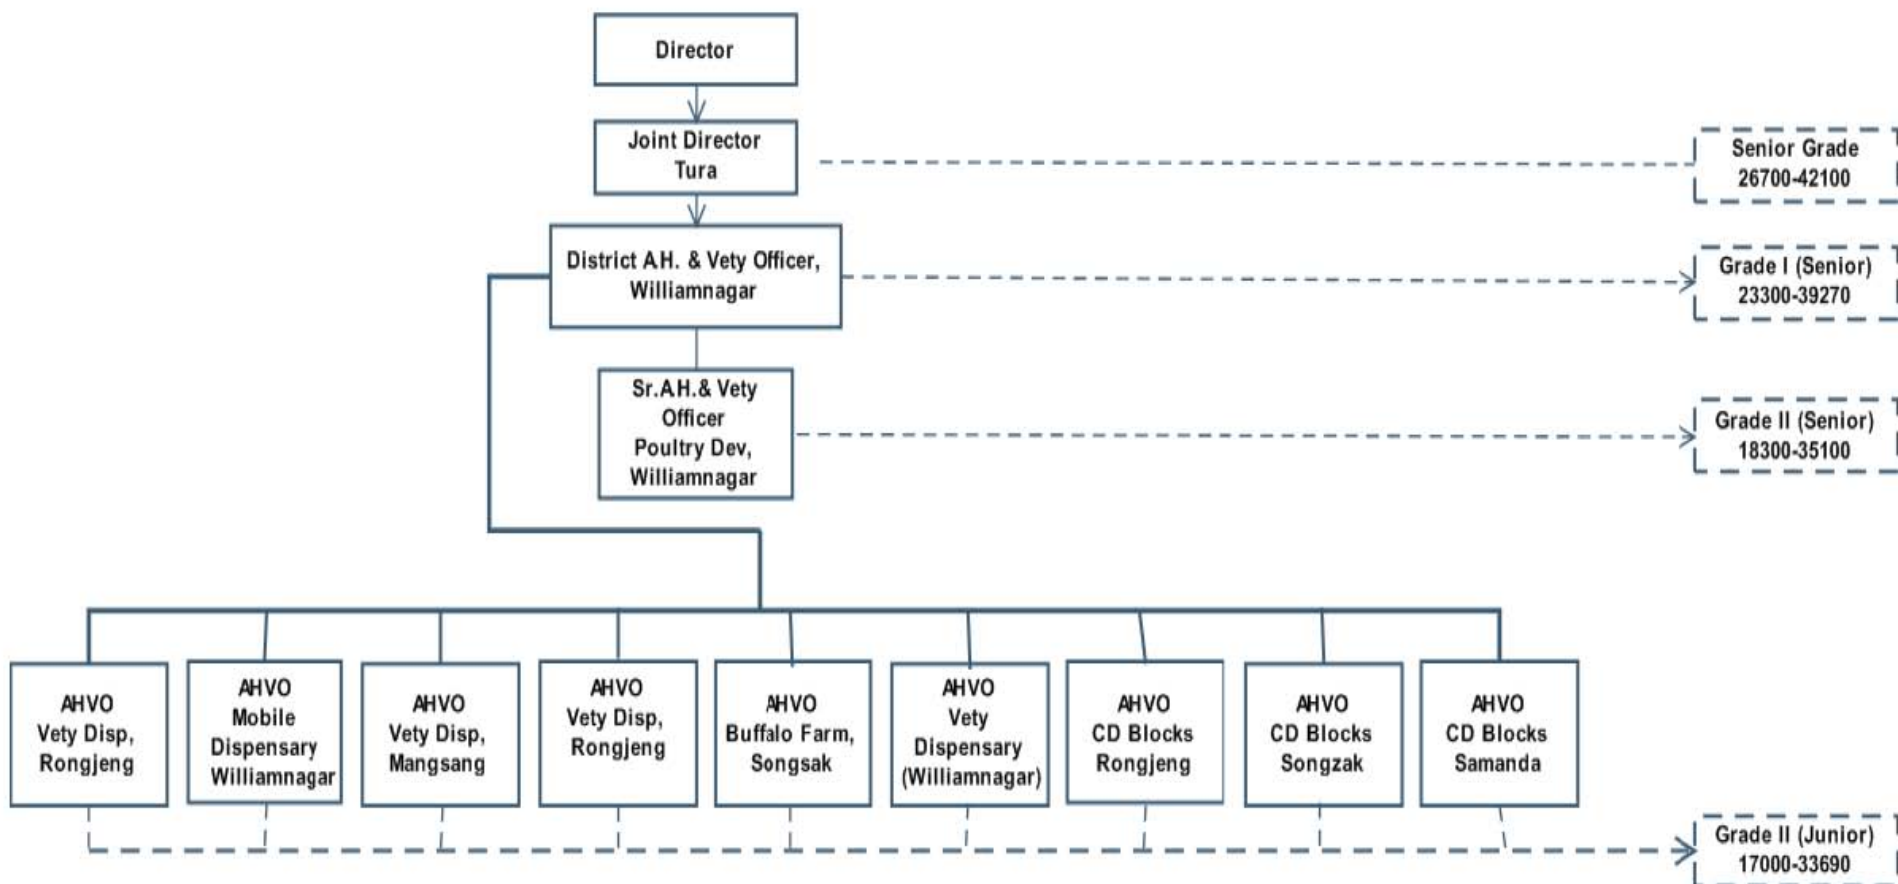 Director
Joint Director
Tura
Senior Grade
26700-42100
District A.H. & Vety Officer,
Williamnagar
Grade I (Senior)
23300-39270
Sr.A.H.& Vety
Officer
Poultry Dev,
Williamnagar
Grade II (Senior)
18300-35100
AHVO
Vety Disp,
Rongjeng
AHVO
Mobile
Dispensary
Williamnagar
AHVO
Vety Disp,
Mangsang
AHVO
Vety Disp,
Rongjeng
AHVO
Buffalo Farm,
Songsak
AHVO
Vety
Dispensary
(Williamnagar)
AHVO
CD Blocks
Rongjeng
AHVO
CD Blocks
Songzak
AHVO
CD Blocks
Samanda
Grade II (Junior)
17000-33690